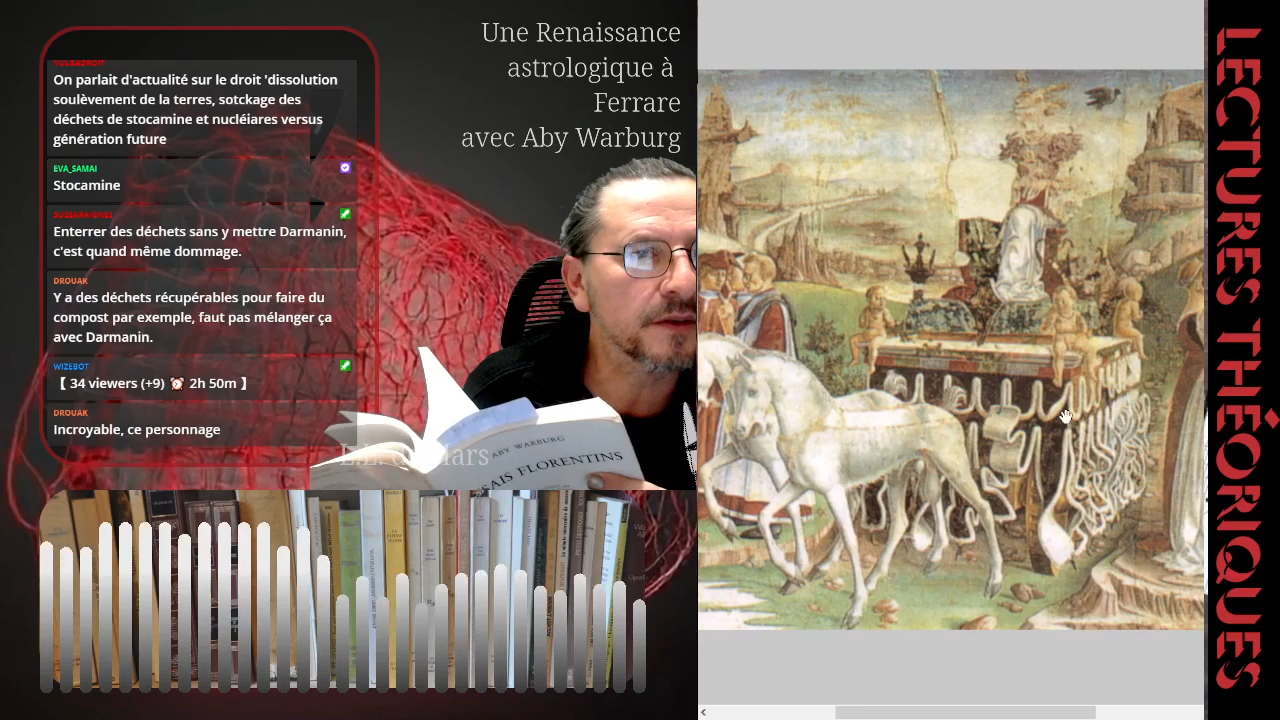 Une Renaissance
astrologique à
Ferrare
avec Aby Warburg
On parlait d'actualité sur le droit 'dissolution
soulèvement de la terres, sotckage des
déchets de stocamine et nucléiares versus
génération future
EVA_SAMAI
Stocamine
Enterrer des déchets sans y mettre Darmanin,
c'est quand même dommage.
DROUAK
Y a des déchets récupérables pour faire du
compost par exemple, faut pas mélanger ça
avec Darmanin.
WIZEBOT
【 34 viewers (+9) ⏰ 2h 50m 】
DROUAK
Incroyable, ce personnage
ABY WARBURG
SAIS FLORENTINS
LECTURES THÉORIQUES